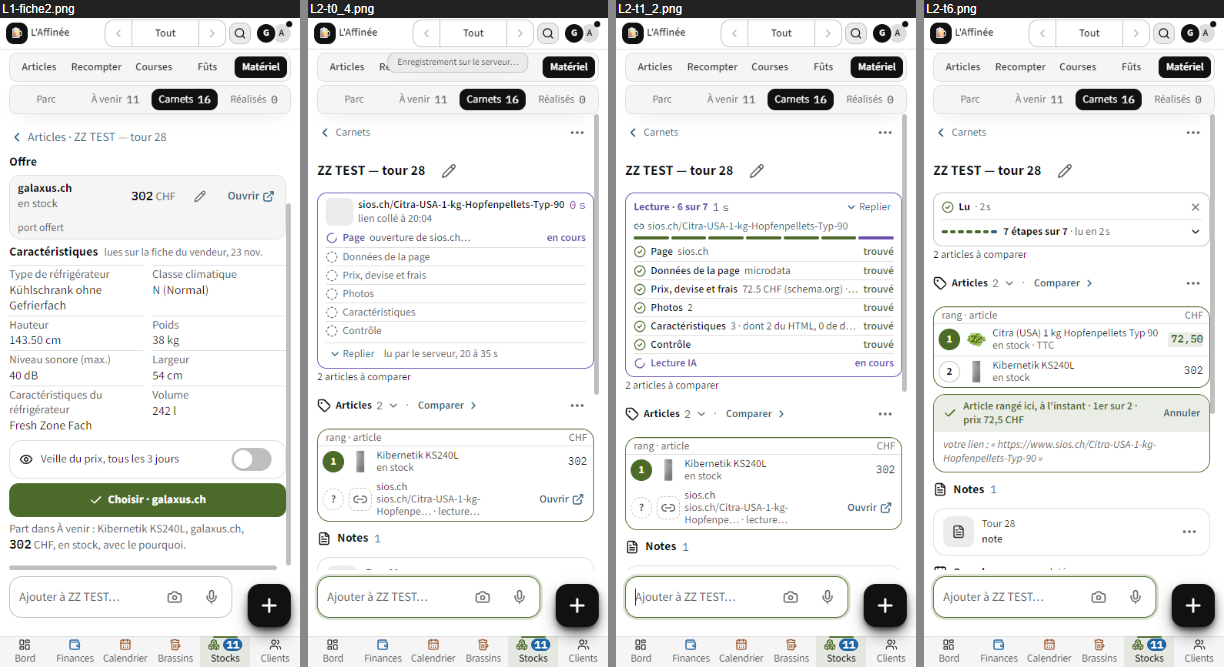 L1-fiche2.png
L'Affinée
Tout
G A
Articles Recompter Courses Fûts Matériel
Parc À venir 11 Carnets 16 Réalisés 0
Articles · ZZ TEST — tour 28
Offre
galaxus.ch 302 CHF Ouvrir
en stock
port offert
Caractéristiques lues sur la fiche du vendeur, 23 nov.
Type de réfrigérateur Classe climatique
Kühlschrank ohne N (Normal)
Gefrierfach
Hauteur Poids
143.50 cm 38 kg
Niveau sonore (max.) Largeur
40 dB 54 cm
Caractéristiques du Volume
réfrigérateur 242 l
Fresh Zone Fach
Veille du prix, tous les 3 jours
Choisir · galaxus.ch
Part dans À venir : Kibernetik KS240L, galaxus.ch,
302 CHF, en stock, avec le pourquoi.
Ajouter à ZZ TEST...
11
Bord Finances Calendrier Brassins Stocks Clients
L2-t0_4.png
L'Affinée
Tout
G A
Enregistrement sur le serveur...
Articles Re Matériel
Parc À venir 11 Carnets 16 Réalisés 0
Carnets
ZZ TEST — tour 28
sios.ch/Citra-USA-1-kg-Hopfenpellets-Typ-90 0 s
lien collé à 20:04
Page ouverture de sios.ch... en cours
Données de la page
Prix, devise et frais
Photos
Caractéristiques
Contrôle
Replier lu par le serveur, 20 à 35 s
2 articles à comparer
Articles 2 · Comparer
rang · article CHF
1 Kibernetik KS240L 302
en stock
sios.ch
? sios.ch/Citra-USA-1-kg- Ouvrir
Hopfenpe... · lecture...
Notes 1
Ajouter à ZZ TEST...
11
Bord Finances Calendrier Brassins Stocks Clients
L2-t1_2.png
L'Affinée
Tout
G A
Articles Recompter Courses Fûts Matériel
Parc À venir 11 Carnets 16 Réalisés 0
Carnets
ZZ TEST — tour 28
Lecture · 6 sur 7 1 s Replier
sios.ch/Citra-USA-1-kg-Hopfenpellets-Typ-90
Page sios.ch trouvé
Données de la page microdata trouvé
Prix, devise et frais 72.5 CHF (schema.org) ·... trouvé
Photos 2 trouvé
Caractéristiques 3 · dont 2 du HTML, 0 de d... trouvé
Contrôle trouvé
Lecture IA en cours
2 articles à comparer
Articles 2 · Comparer
rang · article CHF
1 Kibernetik KS240L 302
en stock
sios.ch
? sios.ch/Citra-USA-1-kg- Ouvrir
Hopfenpe... · lecture...
Notes 1
Ajouter à ZZ TEST...
11
Bord Finances Calendrier Brassins Stocks Clients
L2-t6.png
L'Affinée
Tout
G A
Articles Recompter Courses Fûts Matériel
Parc À venir 11 Carnets 16 Réalisés 0
Carnets
ZZ TEST — tour 28
Lu · 2s
7 étapes sur 7 · lu en 2s
2 articles à comparer
Articles 2 · Comparer
rang · article CHF
1 Citra (USA) 1 kg Hopfenpellets Typ 90 72,50
en stock · TTC
2 Kibernetik KS240L 302
en stock
Article rangé ici, à l'instant · 1er sur 2 · Annuler
prix 72,5 CHF
votre lien : « https://www.sios.ch/Citra-USA-1-kg-
Hopfenpellets-Typ-90 »
Notes 1
Tour 28
note
Ajouter à ZZ TEST...
11
Bord Finances Calendrier Brassins Stocks Clients